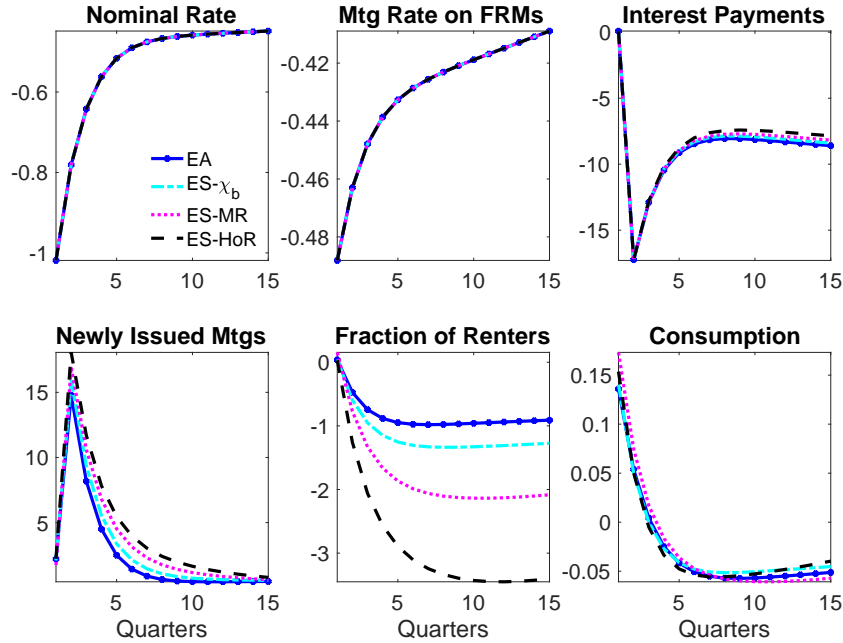 Nominal Rate
Mtg Rate on FRMs
Interest Payments
-0.6
-0.8
-1
EA
ES-χb
ES-MR
ES-HoR
5 10 15
-0.42
-0.44
-0.46
-0.48
5 10 15
0
-5
-10
-15
5 10 15
Newly Issued Mtgs
Fraction of Renters
Consumption
15
10
5
5 10 15
Quarters
0
-1
-2
-3
5 10 15
Quarters
0.15
0.1
0.05
0
-0.05
5 10 15
Quarters